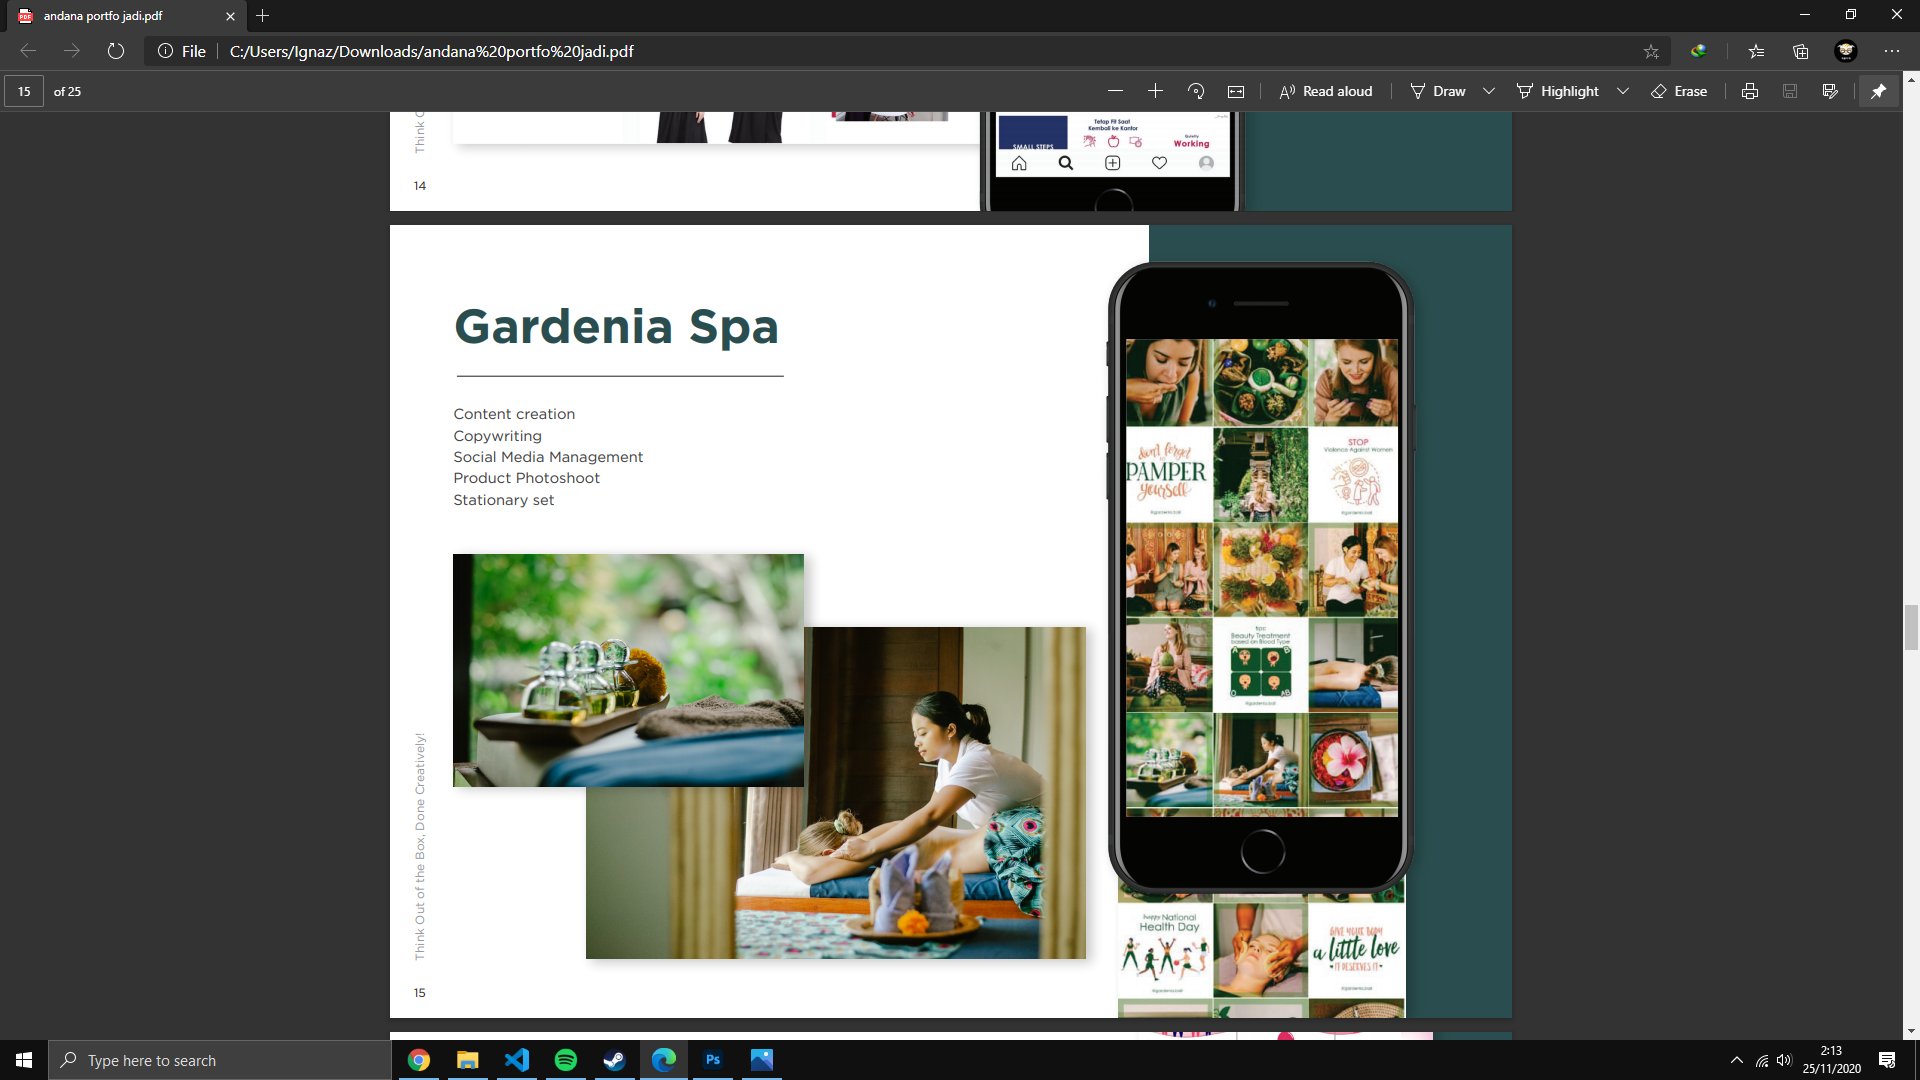 andana portfo jadi.pdf
File
C:/Users/Ignaz/Downloads/andana%20portfo%20jadi.pdf
15 of 25
Read aloud
Draw
Highlight
Erase
Think
SMALL STEPS
Tetap Fit Saat
Kembali ke Kantor
Working
14
Gardenia Spa
Content creation
Copywriting
Social Media Management
Product Photoshoot
Stationary set
don't forget
to
PAMPER
yourself
STOP
Violence Against Women
tips:
Beauty Treatment
based on Blood Type
A
B
O
AB
happy National
Health Day
GIVE YOUR BODY
a little love
IT DESERVES IT
Think Out of the Box, Done Creatively!
15
Type here to search
Ps
2:13
25/11/2020